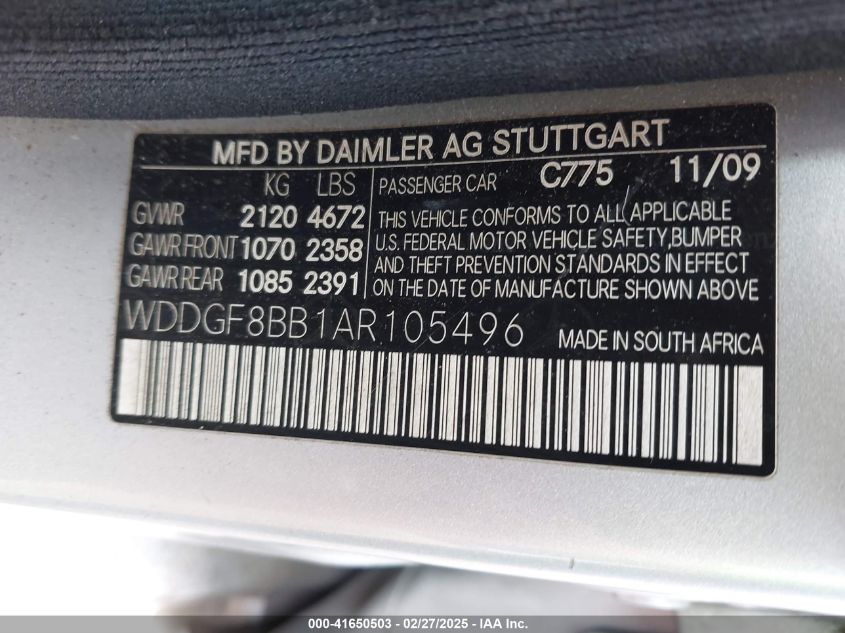 MFD BY DAIMLER AG STUTTGART
KG LBS
GVWR 2120 4672
GAWR FRONT 1070 2358
GAWR REAR 1085 2391
PASSENGER CAR C775 11/09
THIS VEHICLE CONFORMS TO ALL APPLICABLE
U.S. FEDERAL MOTOR VEHICLE SAFETY,BUMPER
AND THEFT PREVENTION STANDARDS IN EFFECT
ON THE DATE OF MANUFACTURE SHOWN ABOVE.
WDDGF8BB1AR105496
MADE IN SOUTH AFRICA
000-41650503 - 02/27/2025 - IAA Inc.